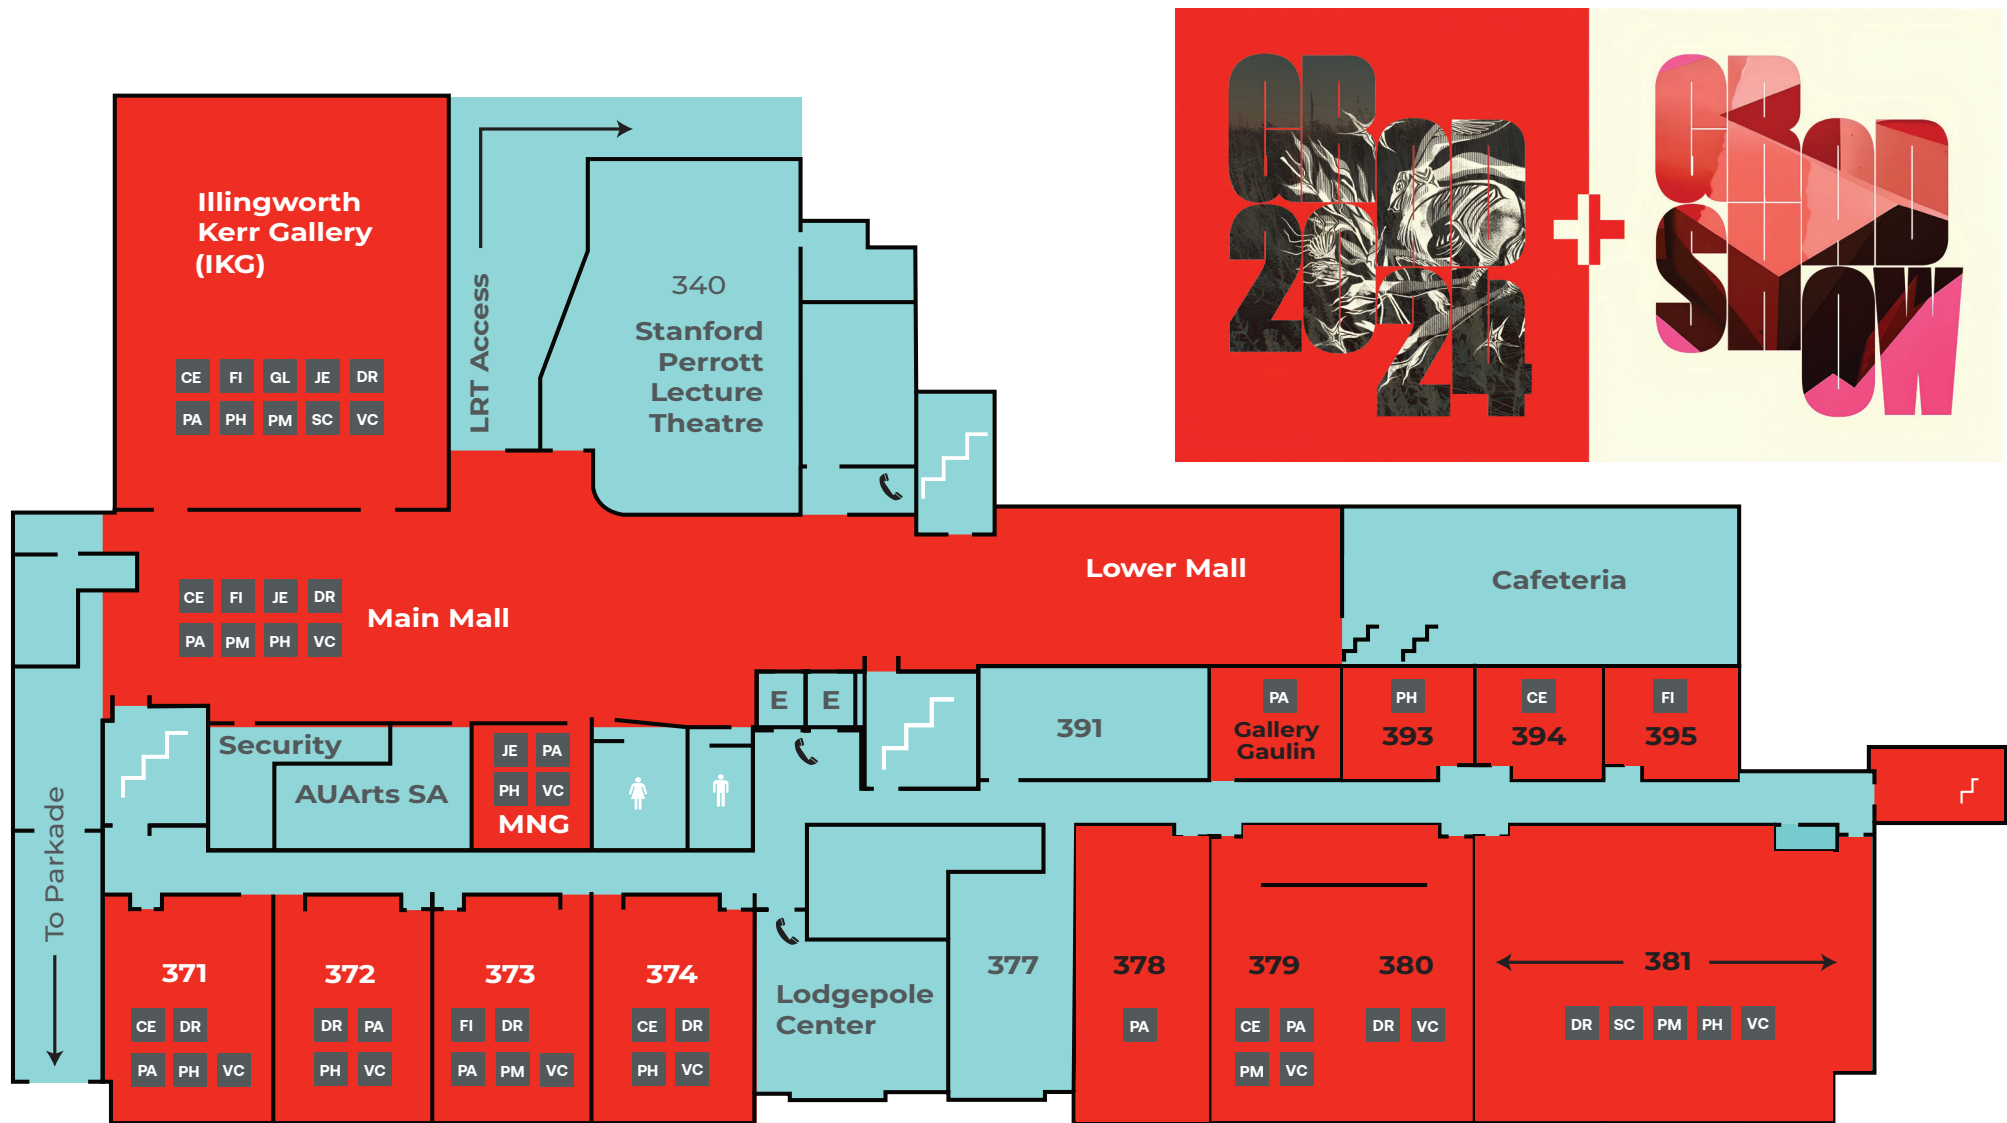 GRAD
2024
GRAD
SHOW
Illingworth
Kerr Gallery
(IKG)
CE FI GL JE DR
PA PH PM SC VC
LRT Access
340
Stanford
Perrott
Lecture
Theatre
Main Mall
CE FI JE DR
PA PM PH VC
Lower Mall
Cafeteria
E E
391
PA
Gallery
Gaulin
PH
393
CE
394
FI
395
Security
AUArts SA
JE PA
PH VC
MNG
To Parkade
371
CE DR
PA PH VC
372
DR PA
PH VC
373
FI DR
PA PM VC
374
CE DR
PH VC
Lodgepole
Center
377
378
PA
379
CE PA
PM VC
380
DR VC
381
DR SC PM PH VC